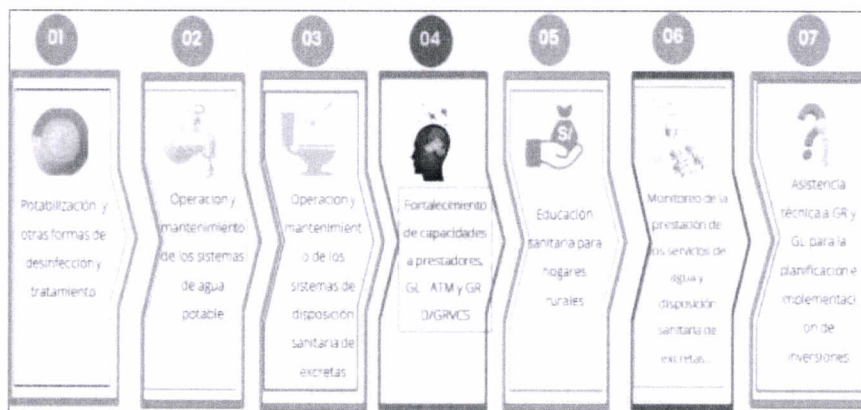 01
Potabilización y
otras formas de
desinfección y
tratamiento
02
Operación y
mantenimiento
de los sistemas
de agua
potable
03
Operación y
mantenimient
o de los
sistemas de
disposición
sanitaria de
excretas
04
Fortalecimiento
de capacidades
a prestadores,
GL ATM y GR
D/GRVCS
05
S/
Educación
sanitaria para
hogares
rurales
06
Monitoreo de la
prestación de
los servicios de
agua y
disposición
sanitaria de
excretas.
07
Asistencia
técnica a GR y
GL para la
planificación e
implementaci
ón de
inversiones